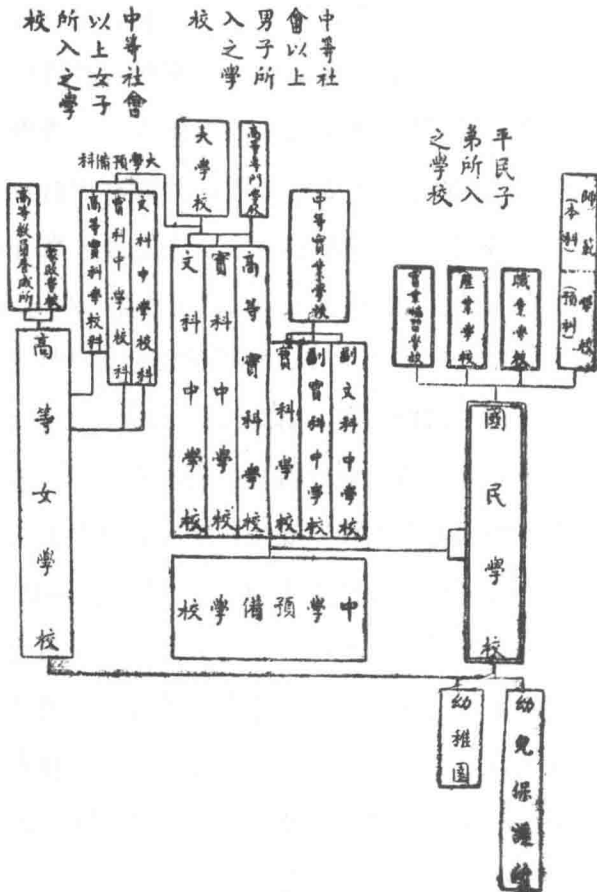 平民子
弟所入
之學校
中等社
會以上
男子所
入之學
校
中等社會
以上女子
所入之學
校
師範學校
(本科)(預科)
職業學校
產業學校
實業補習學校
國民學校
幼兒保護所
幼稚園
中等實業學校
副文科中學校
副實科中學校
實科學校
高等專門學校
大學校
高等實科學校
實科中學校
文科中學校
中學預備學校
大學預備科
文科中學校科
實科中學校科
高等實科學校科
高等教員養成所
高等女學校